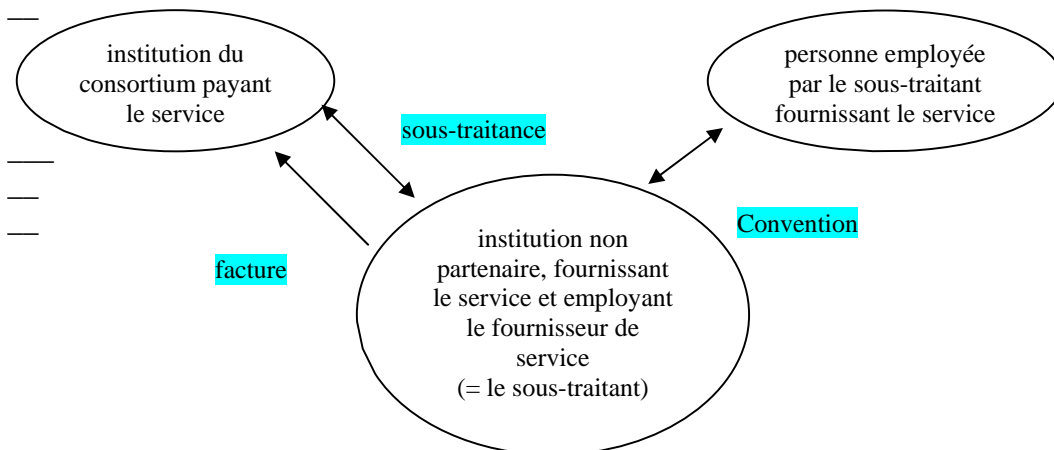 institution du
consortium payant
le service
personne employée
par le sous-traitant
fournissant le service
sous-traitance
Convention
facture
institution non
partenaire, fournissant
le service et employant
le fournisseur de
service
(= le sous-traitant)